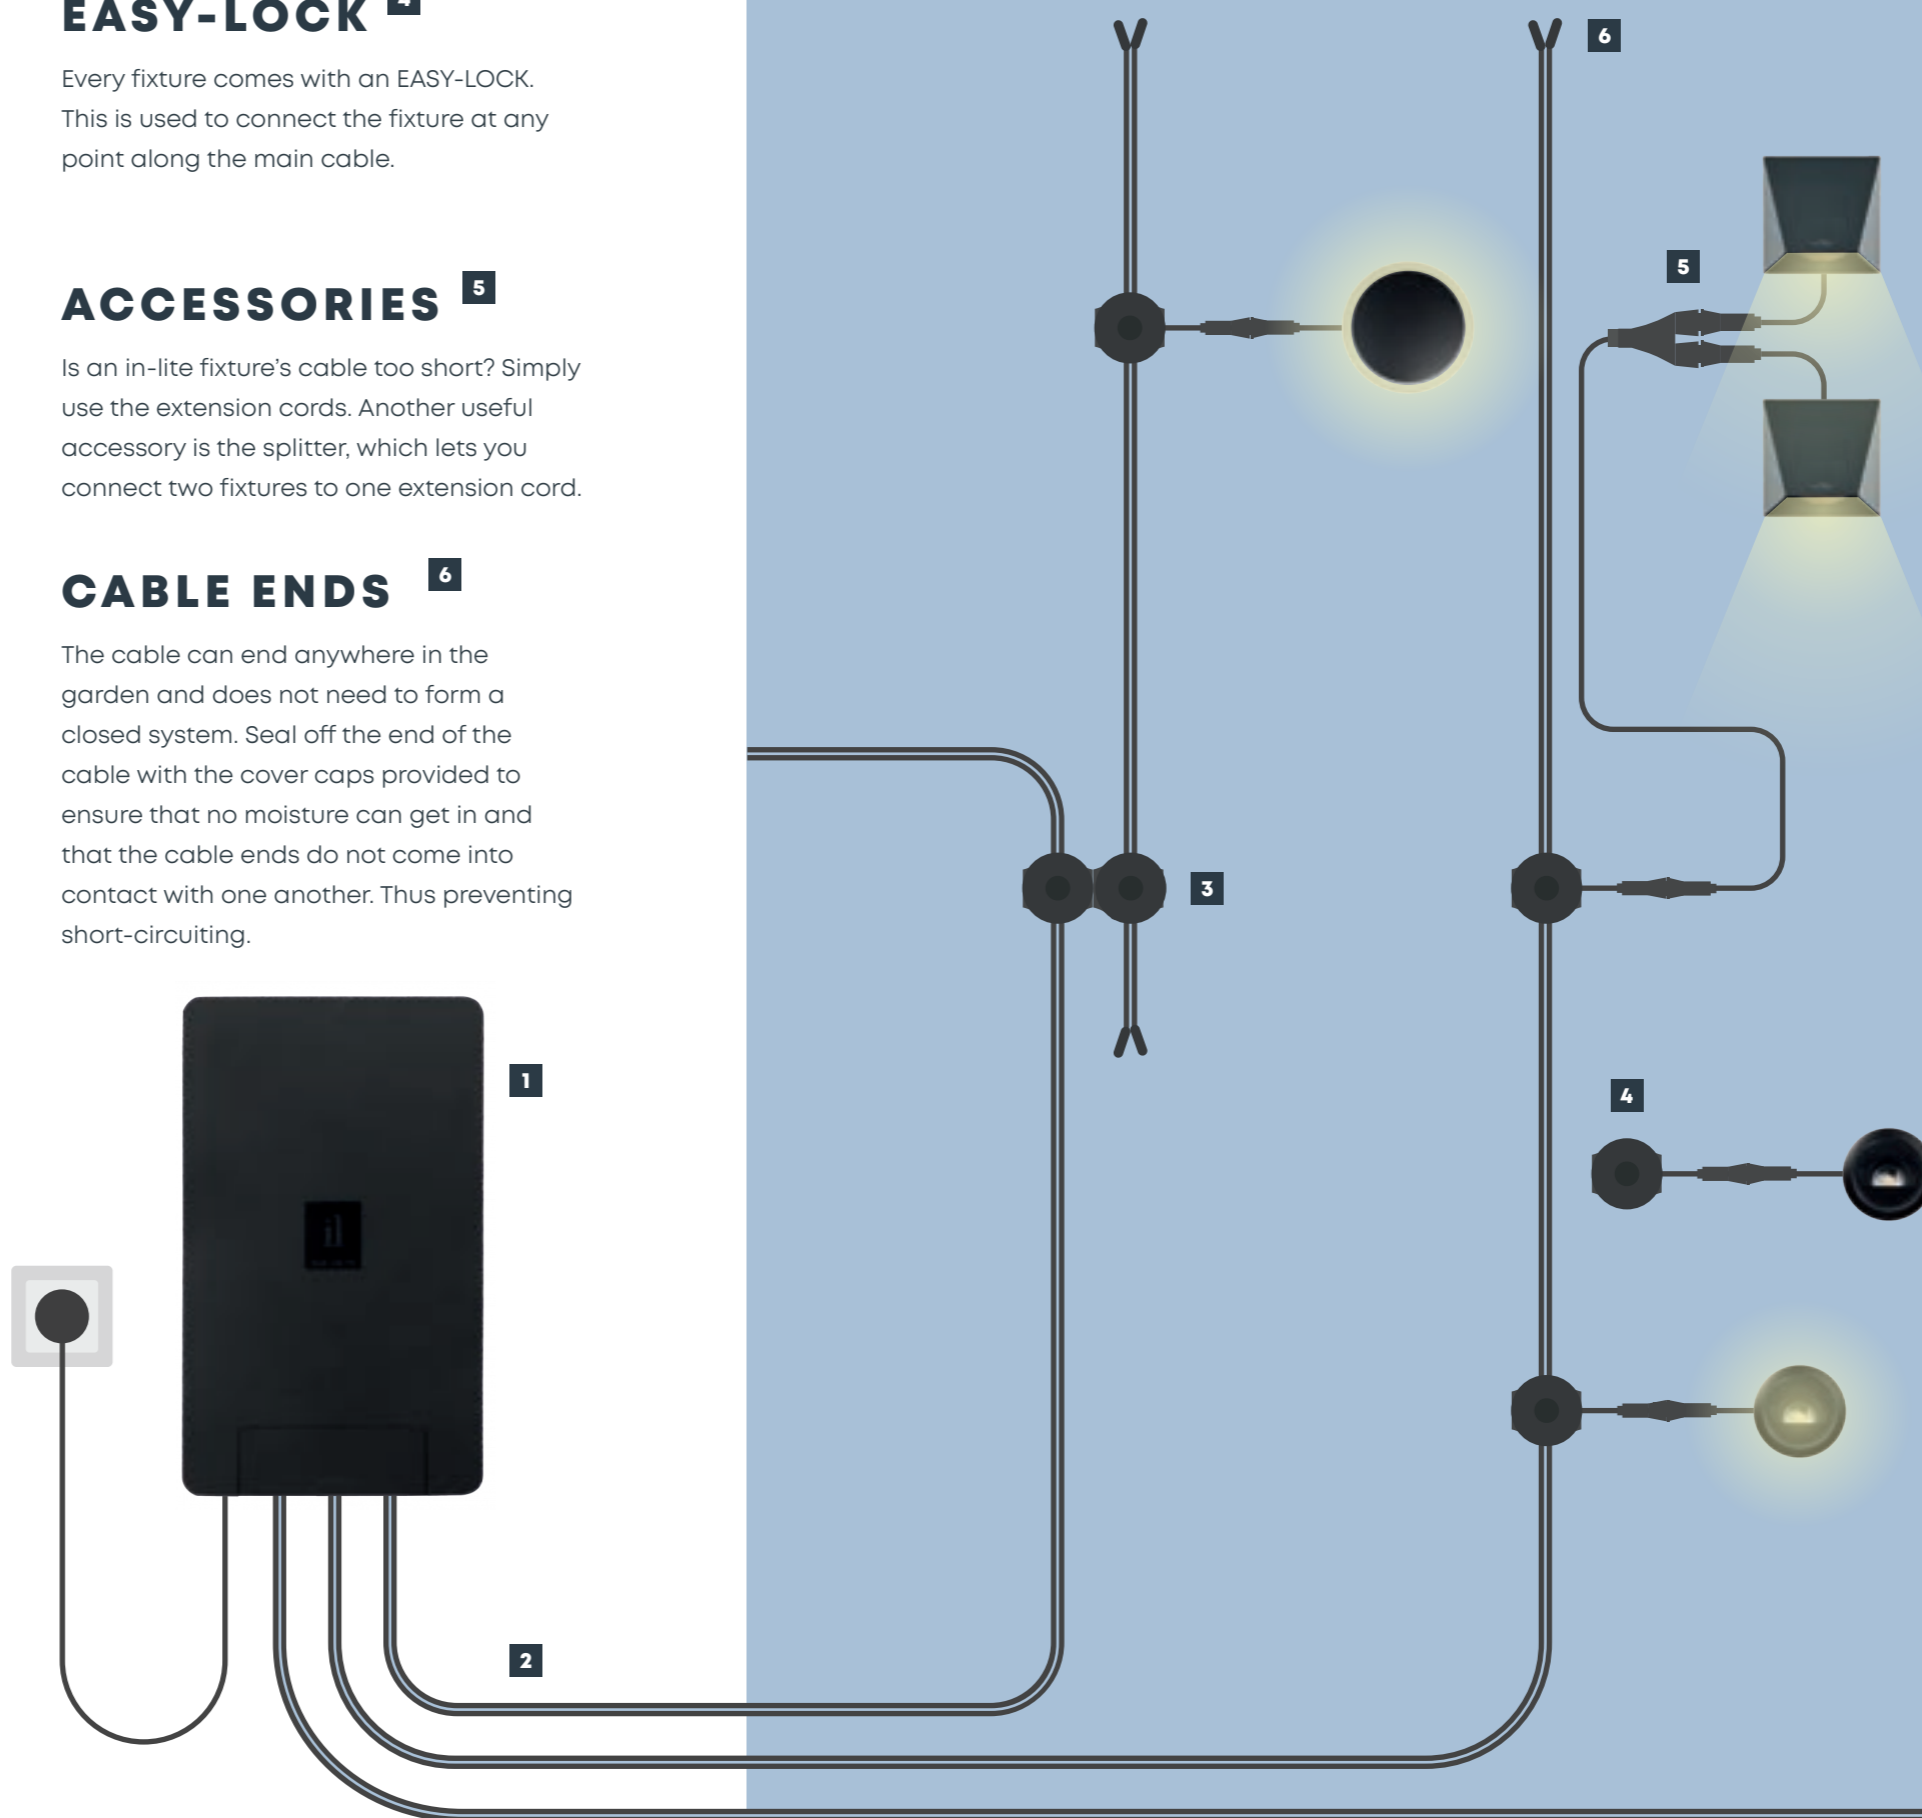 EASY-LOCK 4
Every fixture comes with an EASY-LOCK.
This is used to connect the fixture at any
point along the main cable.
ACCESSORIES 5
Is an in-lite fixture's cable too short? Simply
use the extension cords. Another useful
accessory is the splitter, which lets you
connect two fixtures to one extension cord.
CABLE ENDS 6
The cable can end anywhere in the
garden and does not need to form a
closed system. Seal off the end of the
cable with the cover caps provided to
ensure that no moisture can get in and
that the cable ends do not come into
contact with one another. Thus preventing
short-circuiting.
1
il
2
6
5
3
4